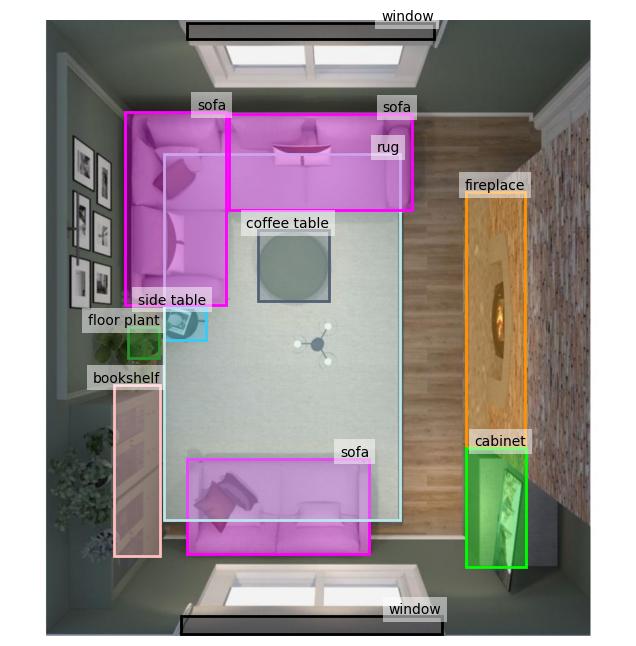 window
sofa
sofa
rug
fireplace
coffee table
side table
floor plant
bookshelf
cabinet
sofa
window